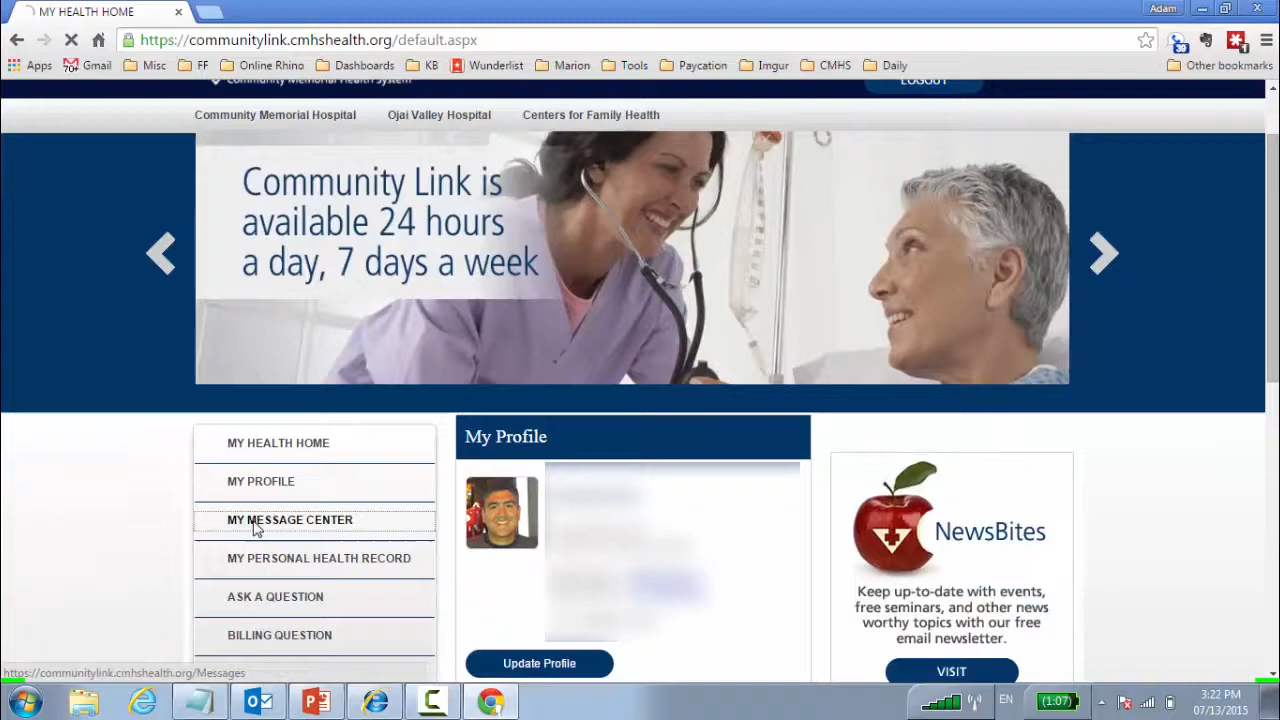 MY HEALTH HOME
Adam
https://communitylink.cmhshealth.org/default.aspx
Apps Gmail Misc FF Online Rhino Dashboards KB Wunderlist Marion Tools Paycation Imgur CMHS Daily Other bookmarks
Community Memorial Health System
LOGOUT
Community Memorial Hospital Ojai Valley Hospital Centers for Family Health
Community Link is
available 24 hours
a day, 7 days a week
MY HEALTH HOME
MY PROFILE
MY MESSAGE CENTER
MY PERSONAL HEALTH RECORD
ASK A QUESTION
BILLING QUESTION
My Profile
Update Profile
NewsBites
Keep up-to-date with events,
free seminars, and other news
worthy topics with our free
email newsletter.
VISIT
https://communitylink.cmhshealth.org/Messages
EN
(1:07)
3:22 PM
07/13/2015